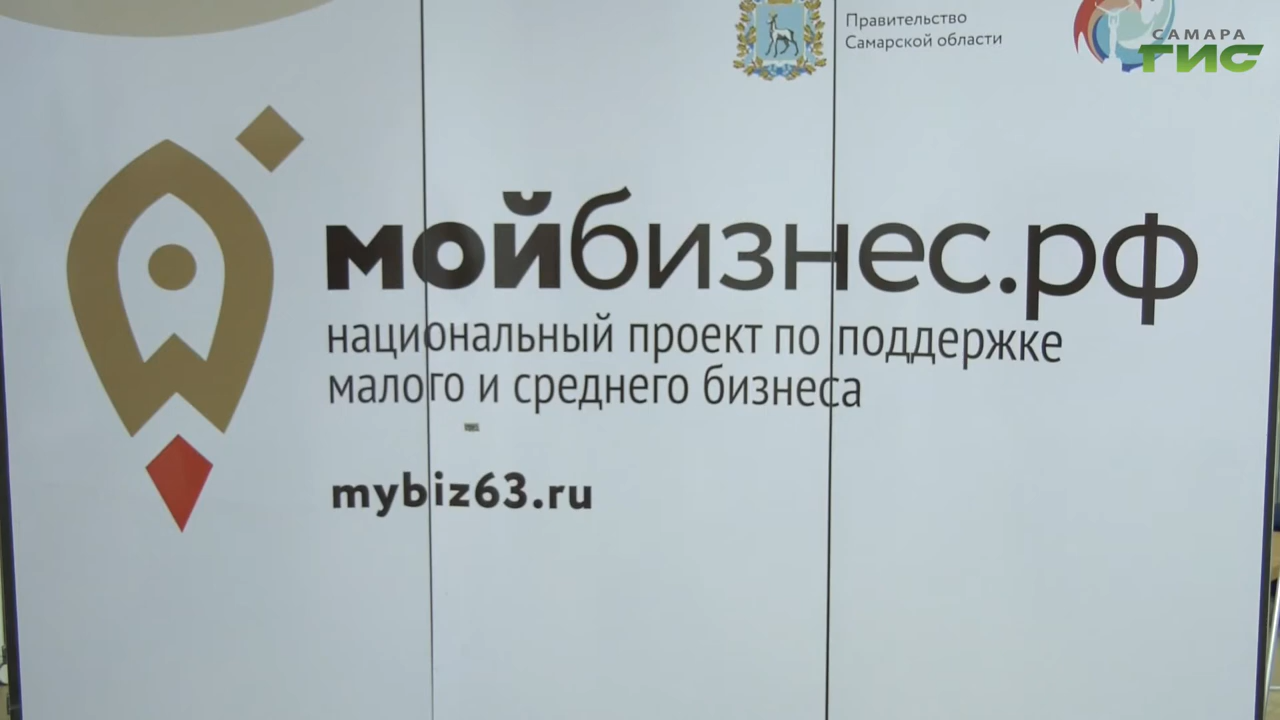 Правительство
Самарской области
САМАРА
ГИС
мойбизнес.рф
национальный проект по поддержке
малого и среднего бизнеса
mybiz63.ru